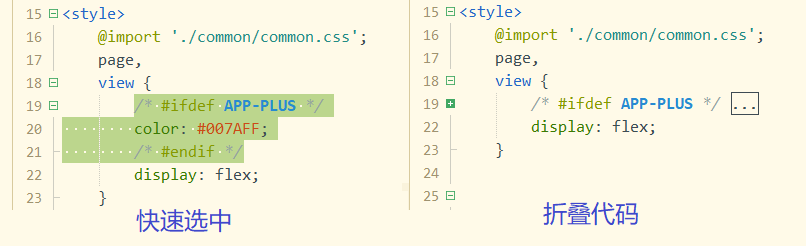 15 <style>
16 @import './common/common.css';
17 page,
18 view {
19 /* #ifdef APP-PLUS */
20 color: #007AFF;
21 /* #endif */
22 display: flex;
23 }
快速选中
15 <style>
16 @import './common/common.css';
17 page,
18 view {
19 /* #ifdef APP-PLUS */ ...
22 display: flex;
23 }
24
25
折叠代码